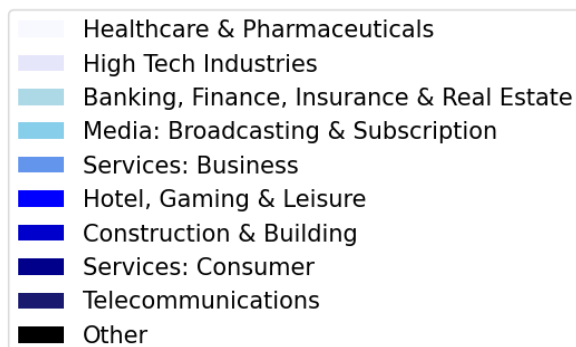 Healthcare & Pharmaceuticals
High Tech Industries
Banking, Finance, Insurance & Real Estate
Media: Broadcasting & Subscription
Services: Business
Hotel, Gaming & Leisure
Construction & Building
Services: Consumer
Telecommunications
Other